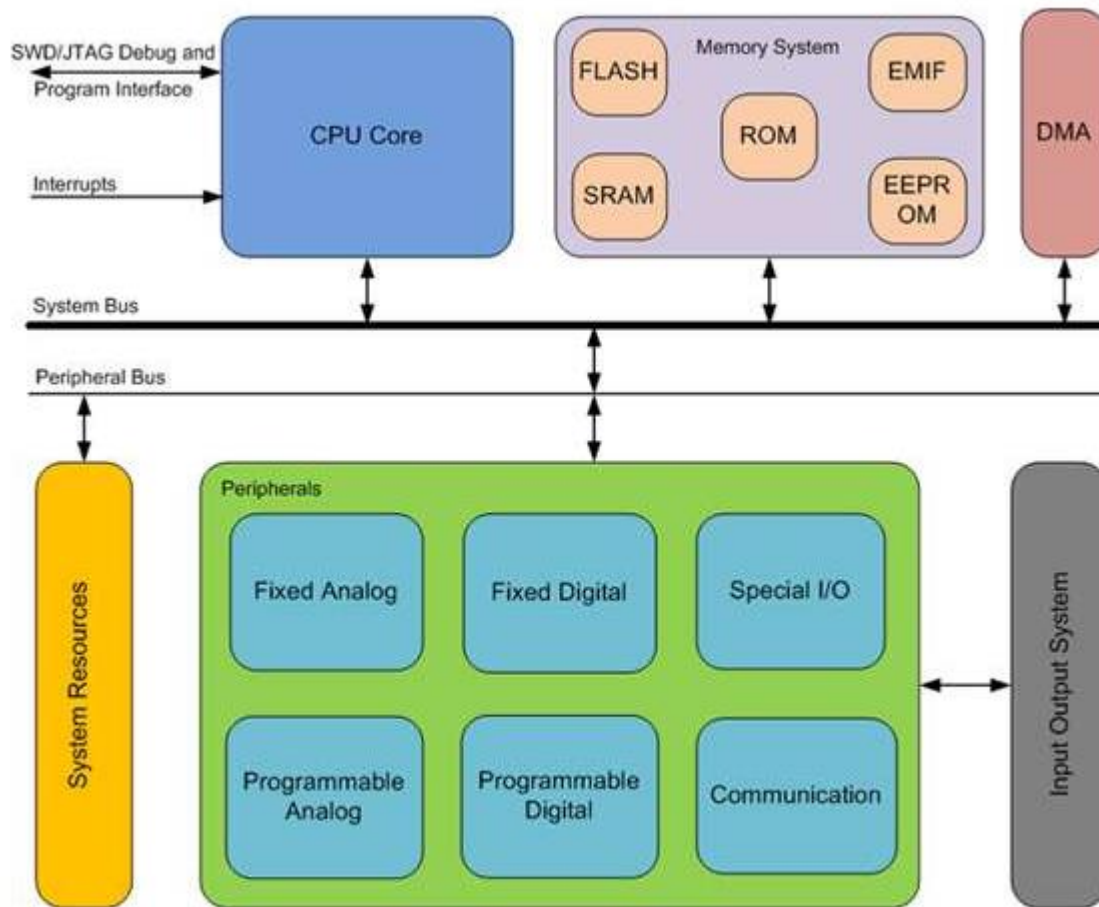 SWD/JTAG Debug and
Program Interface
Interrupts
CPU Core
Memory System
FLASH
EMIF
ROM
SRAM
EEPR
OM
DMA
System Bus
Peripheral Bus
System Resources
Peripherals
Fixed Analog
Fixed Digital
Special I/O
Programmable
Analog
Programmable
Digital
Communication
Input Output System